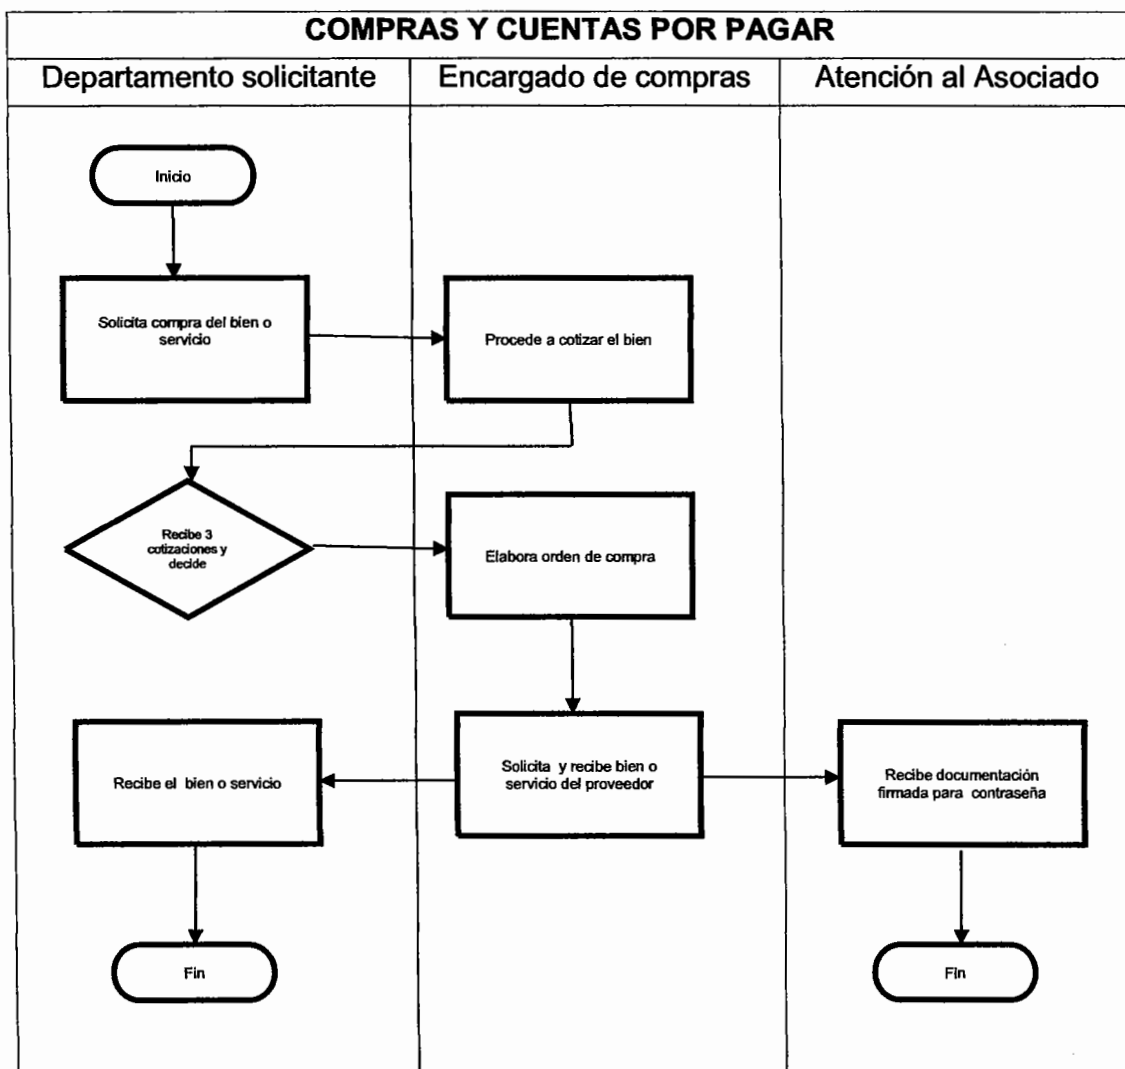 COMPRAS Y CUENTAS POR PAGAR
Departamento solicitante
Encargado de compras
Atención al Asociado
Inicio
Solicita compra del bien o
servicio
Procede a cotizar el bien
Recibe 3
cotizaciones y
decide
Elabora orden de compra
Recibe el bien o servicio
Solicita y recibe bien o
servicio del proveedor
Recibe documentación
firmada para contraseña
Fin
Fin